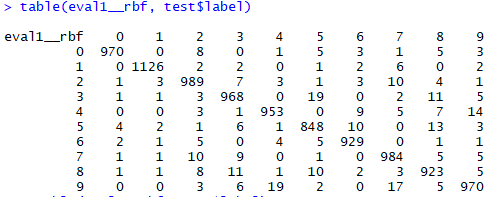 > table(eval1__rbf, test$label)
eval1__rbf 0 1 2 3 4 5 6 7 8 9
0 970 0 8 0 1 5 3 1 5 3
1 0 1126 2 2 0 1 2 6 0 2
2 1 3 989 7 3 1 3 10 4 1
3 1 1 3 968 0 19 0 2 11 5
4 0 0 3 1 953 0 9 5 7 14
5 4 2 1 6 1 848 10 0 13 3
6 2 1 5 0 4 5 929 0 1 1
7 1 1 10 9 0 1 0 984 5 5
8 1 1 8 11 1 10 2 3 923 5
9 0 0 3 6 19 2 0 17 5 970